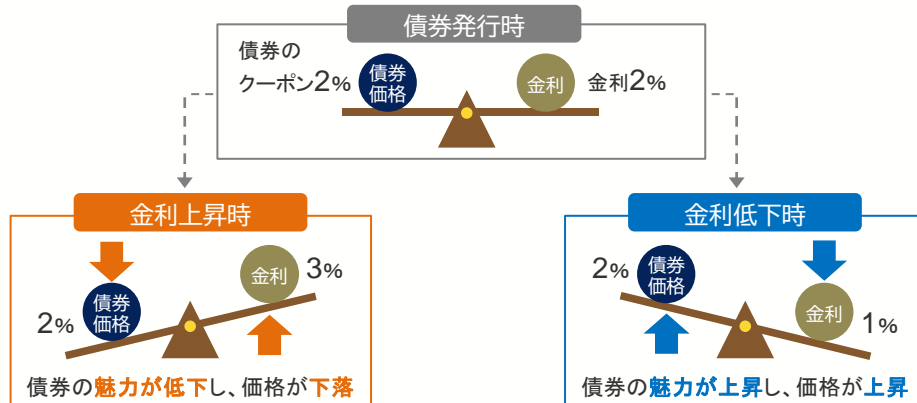 債券発行時
債券の
クーポン2%
債券
価格
金利
金利2%
金利上昇時
2%
債券
価格
金利
3%
債券の魅力が低下し、価格が下落
金利低下時
2%
債券
価格
金利
1%
債券の魅力が上昇し、価格が上昇